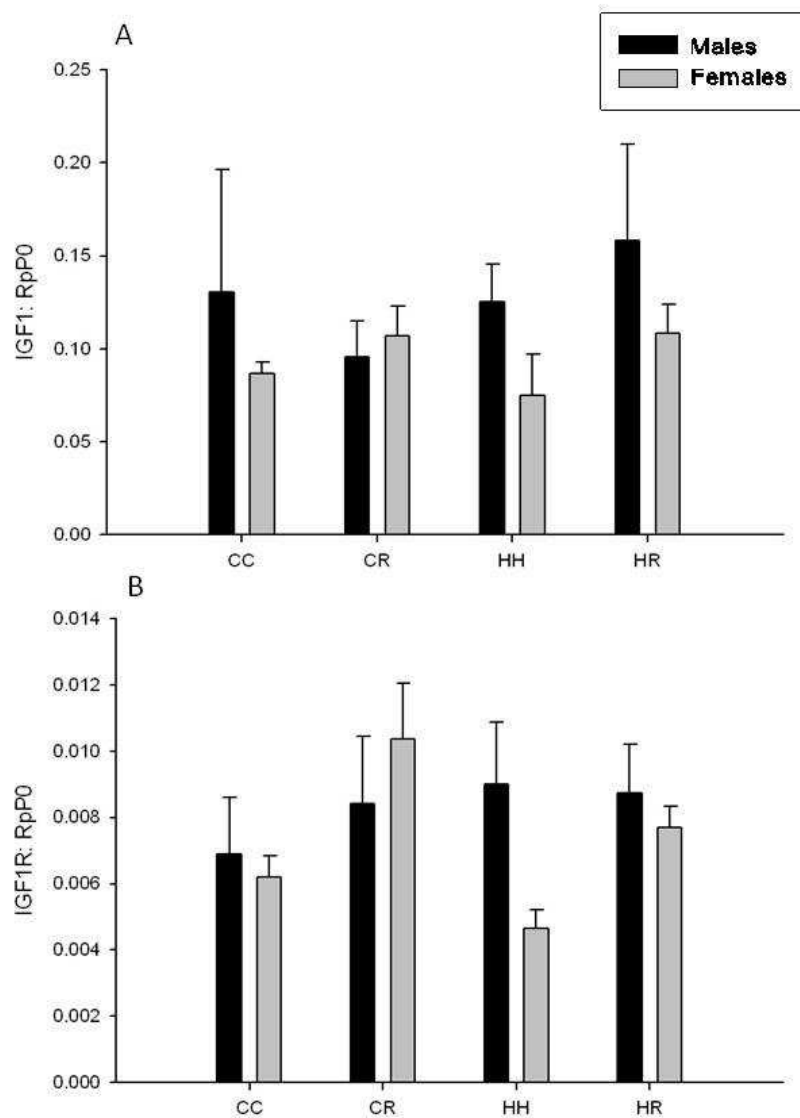 A
Males
Females
0.25
0.20
0.15
0.10
0.05
0.00
IGF1: RpP0
CC CR HH HR
B
0.014
0.012
0.010
0.008
0.006
0.004
0.002
0.000
IGF1R: RpP0
CC CR HH HR